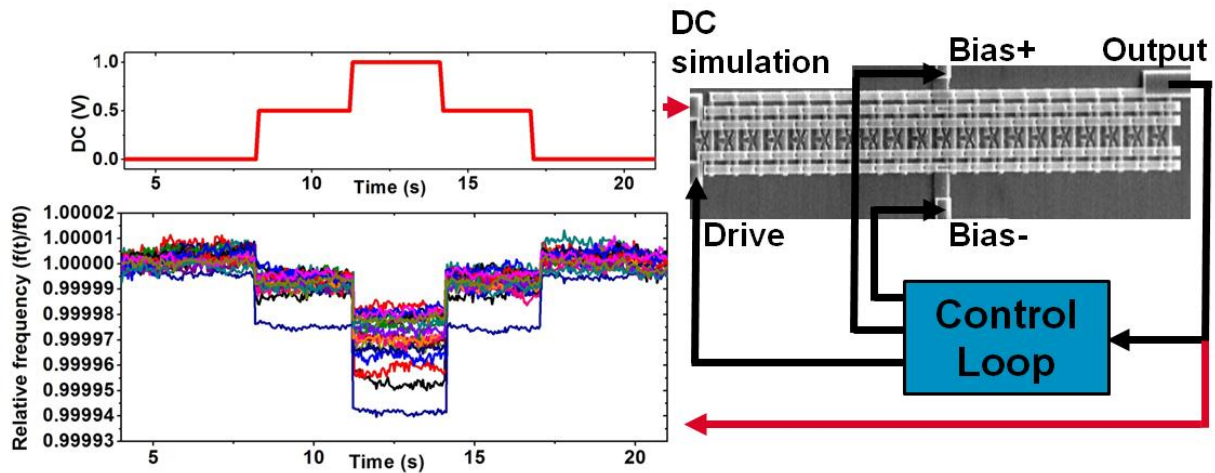 DC (V)
1.0
0.5
0.0
5
10
15
20
Time (s)
Relative frequency (f(t)/f0)
1.00002
1.00001
1.00000
0.99999
0.99998
0.99997
0.99996
0.99995
0.99994
0.99993
5
10
15
20
Time (s)
DC
simulation
Bias+
Output
Drive
Bias-
Control
Loop